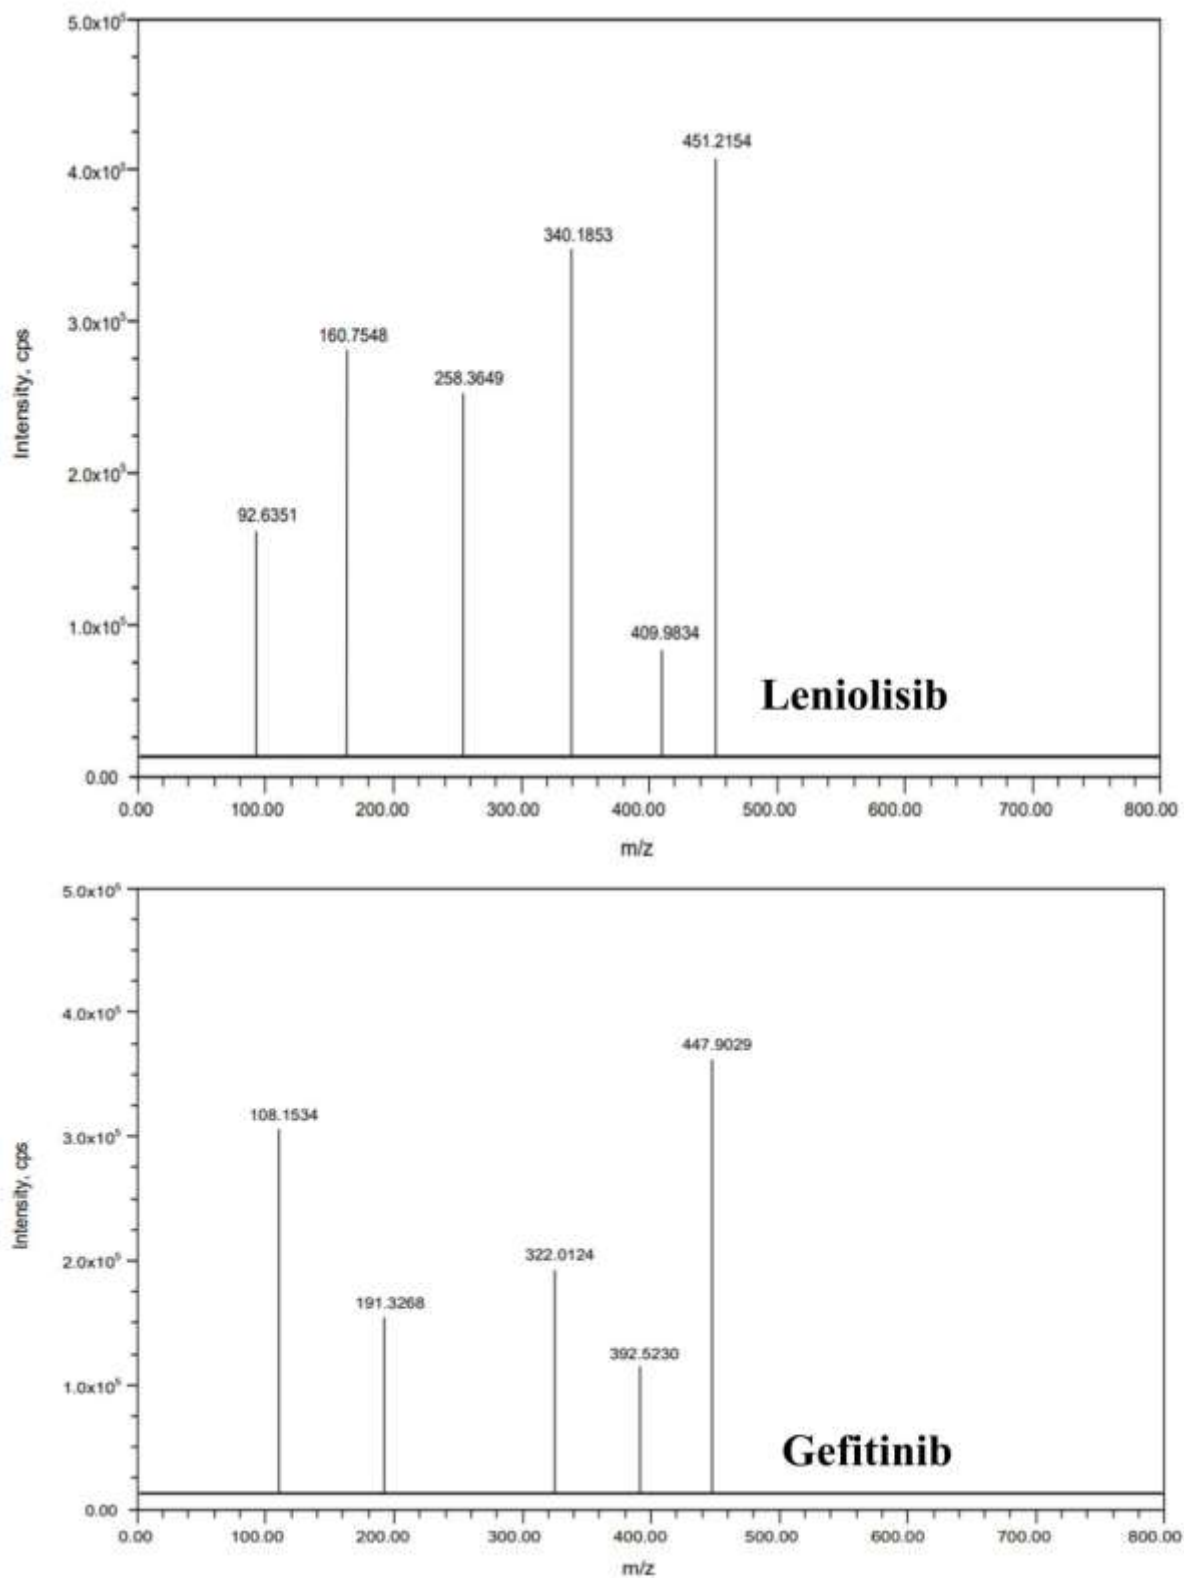 5.0x10⁵
451.2154
4.0x10⁵
340.1853
160.7548
3.0x10⁵
258.3649
Intensity, cps
2.0x10⁵
92.6351
409.9834
1.0x10⁵
Leniolisib
0.00
0.00 100.00 200.00 300.00 400.00 500.00 600.00 700.00 800.00
m/z
5.0x10⁵
447.9029
4.0x10⁵
108.1534
3.0x10⁵
Intensity, cps
322.0124
2.0x10⁵
191.3268
392.5230
1.0x10⁵
Gefitinib
0.00
0.00 100.00 200.00 300.00 400.00 500.00 600.00 700.00 800.00
m/z